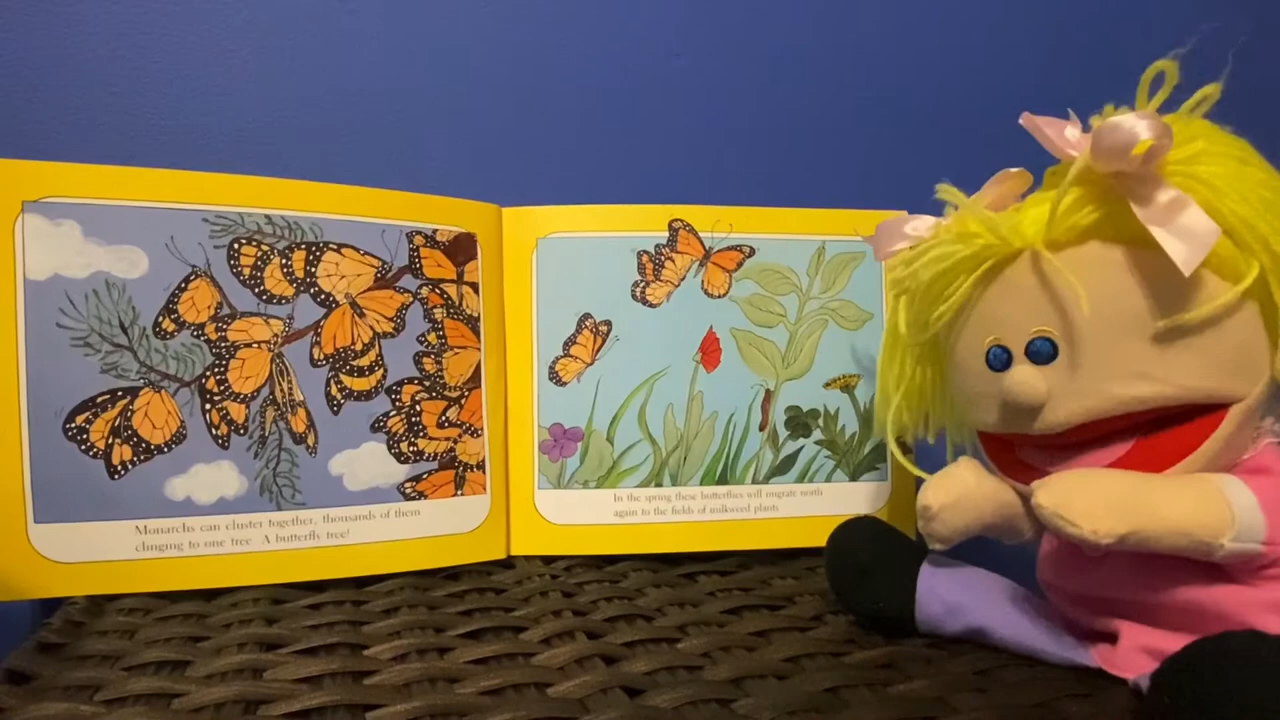 Monarchs can cluster together, thousands of them
clinging to one tree. A butterfly tree!
In the spring these butterflies will migrate north
again to the fields of milkweed plants.